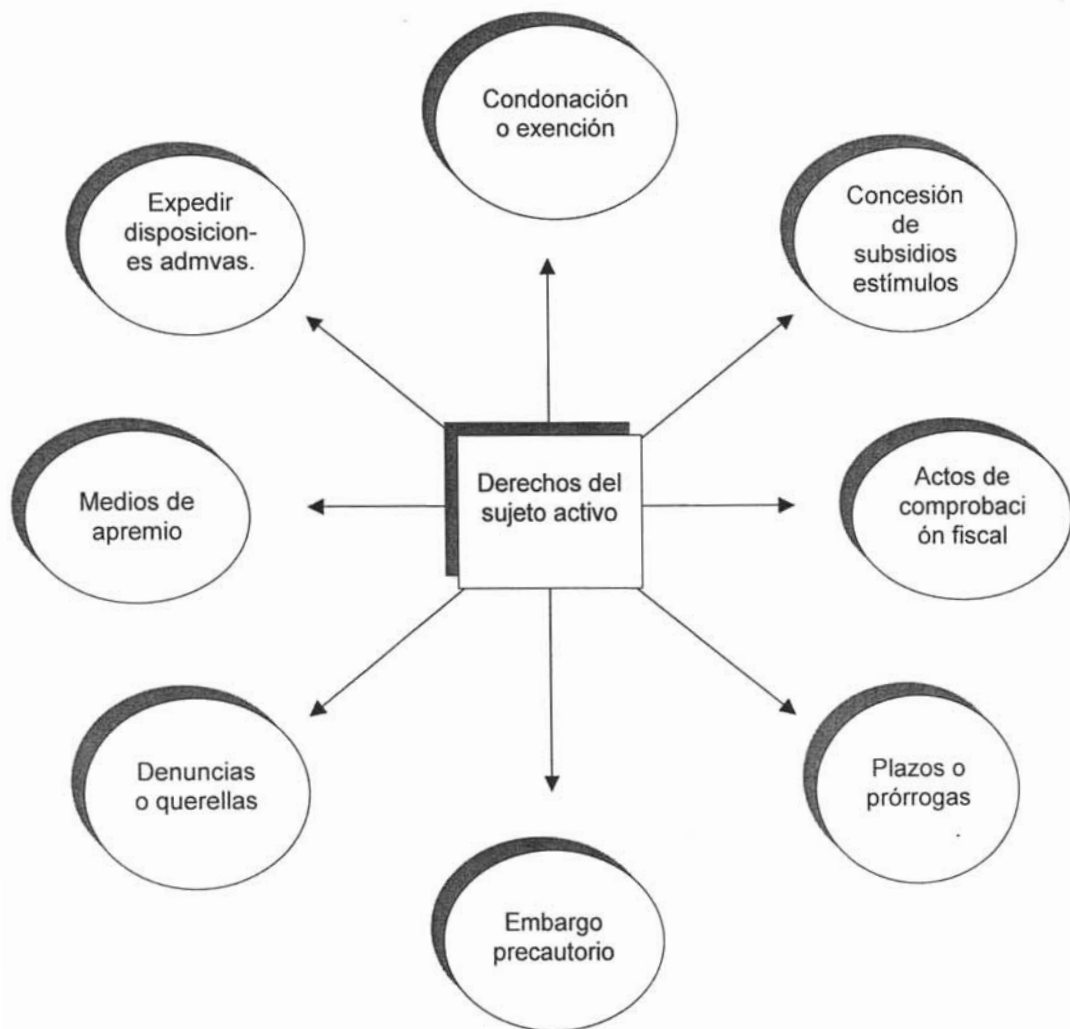 Condonación
o exención
Expedir
disposicion-
es admvas.
Concesión
de
subsidios
estímulos
Medios de
apremio
Derechos del
sujeto activo
Actos de
comprobaci
ón fiscal
Denuncias
o querellas
Plazos o
prórrogas
Embargo
precautorio